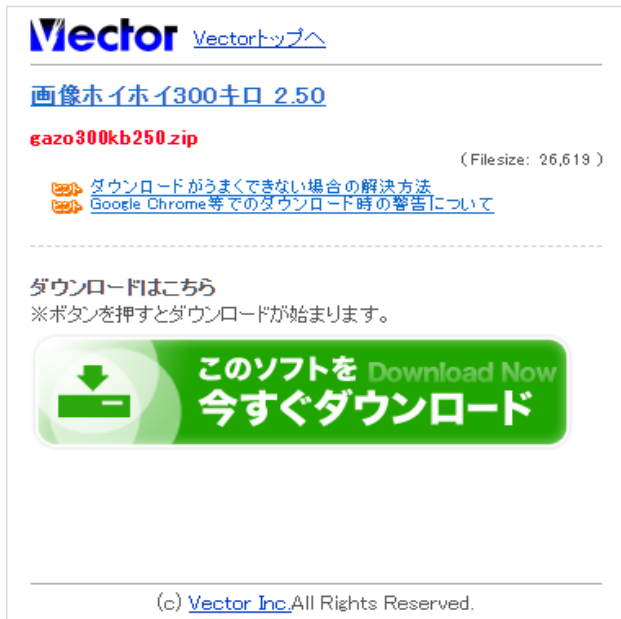 Vector Vectorトップへ
画像ホイホイ300キロ 2.50
gazo300kb250.zip
(Filesize: 26,619)
ダウンロードがうまくできない場合の解決方法
Google Chrome等でのダウンロード時の警告について
ダウンロードはこちら
※ボタンを押すとダウンロードが始まります。
このソフトを Download Now
今すぐダウンロード
(c) Vector Inc.All Rights Reserved.